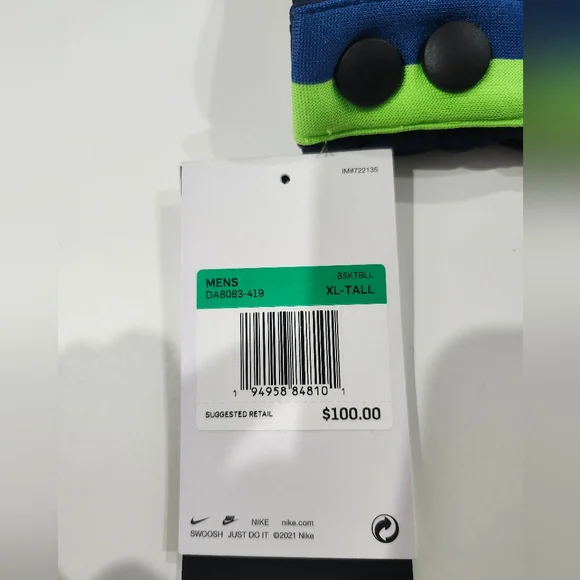 IM#722135
MENS BSKTBLL
DA8083-419 XL-TALL
1 94958 84810 1
SUGGESTED RETAIL $100.00
NIKE nike.com
SWOOSH JUST DO IT ©2021 Nike